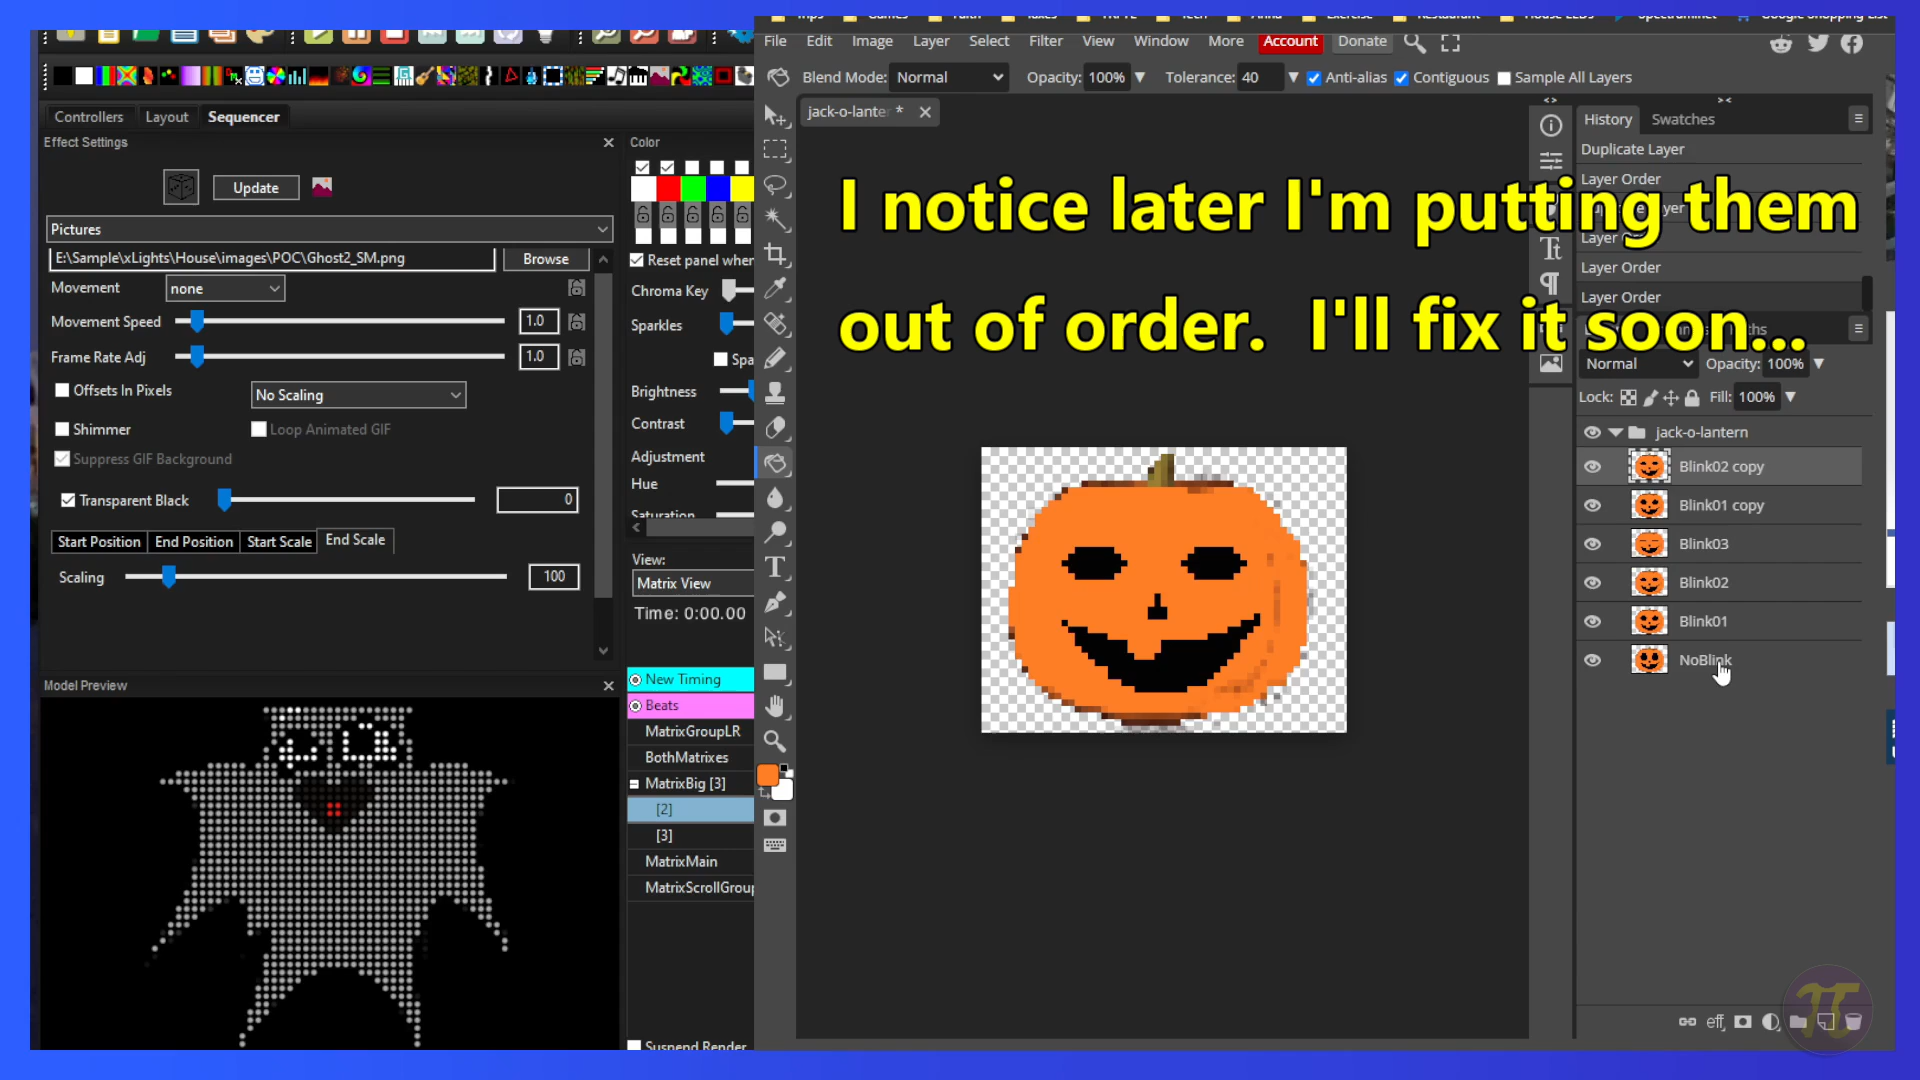 File Edit Image Layer Select Filter View Window More Account Donate
Blend Mode: Normal Opacity: 100% Tolerance: 40 Anti-alias Contiguous Sample All Layers
Controllers Layout Sequencer
jack-o-lante *
Effect Settings
Update
Pictures
E:\Sample\xLights\House\images\POC\Ghost2_SM.png
Browse
Movement none
Movement Speed 1.0
Frame Rate Adj 1.0
Offsets In Pixels No Scaling
Shimmer Loop Animated GIF
Suppress GIF Background
Transparent Black 0
Start Position End Position Start Scale End Scale
Scaling 100
Model Preview
Color
Reset panel when
Chroma Key
Sparkles
Spa
Brightness
Contrast
Adjustment
Hue
Saturation
View:
Matrix View
Time: 0:00.00
New Timing
Beats
MatrixGroupLR
BothMatrixes
MatrixBig [3]
[2]
[3]
MatrixMain
MatrixScrollGroup
Suspend Render
I notice later I'm putting them
out of order. I'll fix it soon...
History Swatches
Duplicate Layer
Layer Order
Layer Order
Layer Order
Normal Opacity: 100%
Lock: Fill: 100%
jack-o-lantern
Blink02 copy
Blink01 copy
Blink03
Blink02
Blink01
NoBlink
eff